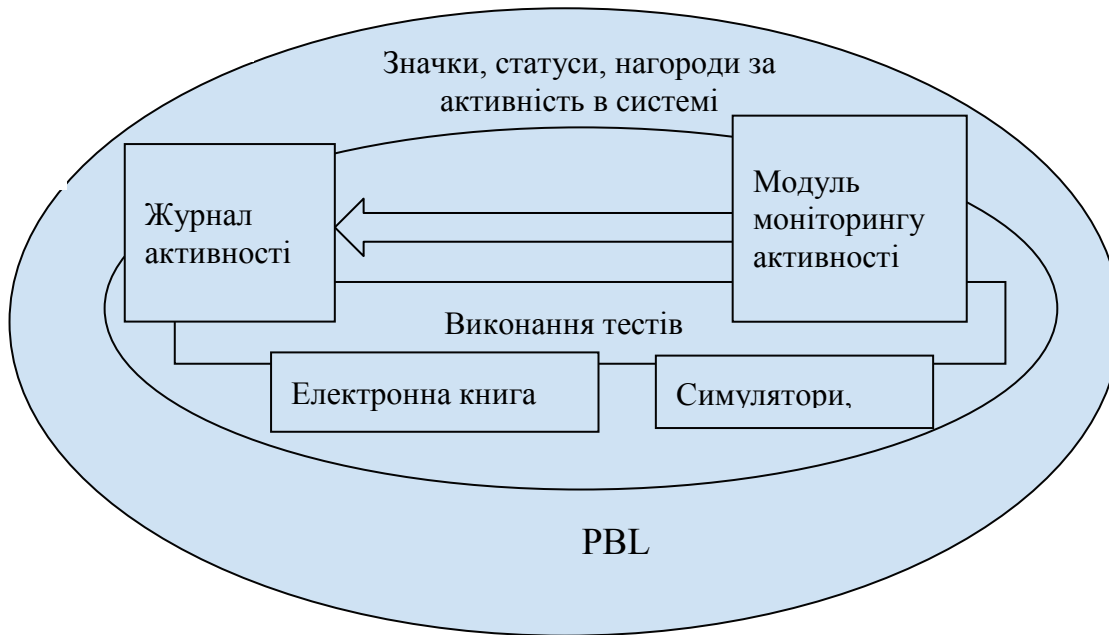 Значки, статуси, нагороди за
активність в системі
Журнал
активності
Модуль
моніторингу
активності
Виконання тестів
Електронна книга
Симулятори,
PBL